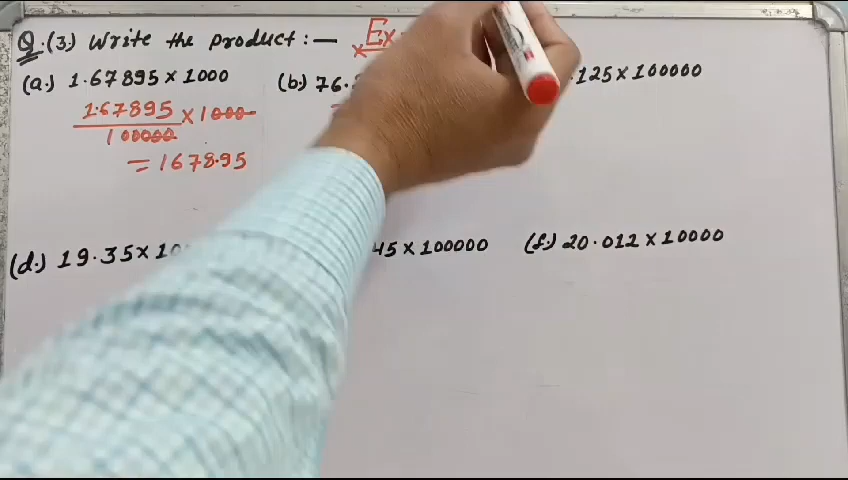 Q.(3.) Write the product :— Ex
(a.) 1.67895 x 1000 (b.) 76. .125 x 100000
1.67895 x 1000
100000
= 1678.95
(d.) 19.35 x 10 45 x 100000 (f.) 20.012 x 10000